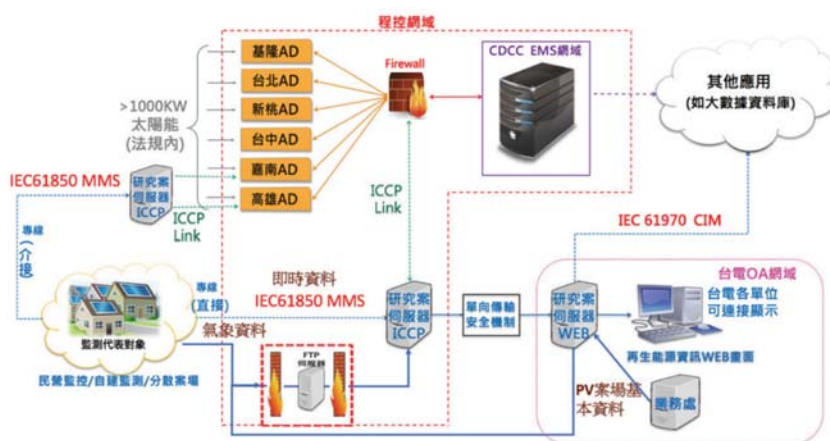 程控網域
基隆AD
台北AD
新桃AD
台中AD
嘉南AD
高雄AD
>1000KW
太陽能
(法規內)
Firewall
CDCC EMS網域
其他應用
(如大數據資料庫)
IEC61850 MMS
研究案
伺服器
ICCP
ICCP
Link
ICCP
Link
IEC 61970 CIM
專線
(介接)
專線
(直接)
即時資料
IEC61850 MMS
氣象資料
監測代表對象
民營監控/自建監測/分散案場
FTP
伺服器
研究案
伺服器
ICCP
單向傳輸
安全機制
研究案
伺服器
WEB
台電OA網域
台電各單位
可連接顯示
再生能源資訊WEB畫面
PV案場基
本資料
業務處